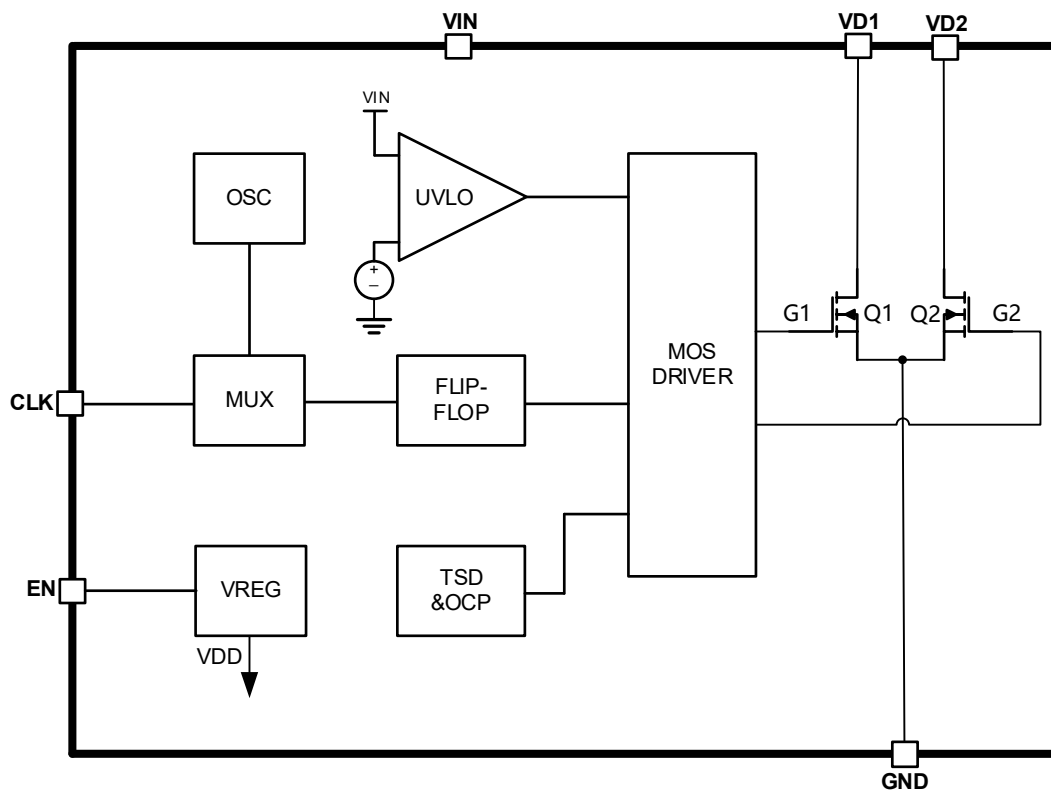 VIN
VD1
VD2
VIN
OSC
UVLO
+
−
G1
Q1
Q2
G2
MOS
DRIVER
CLK
MUX
FLIP-
FLOP
EN
VREG
TSD
&OCP
VDD
GND